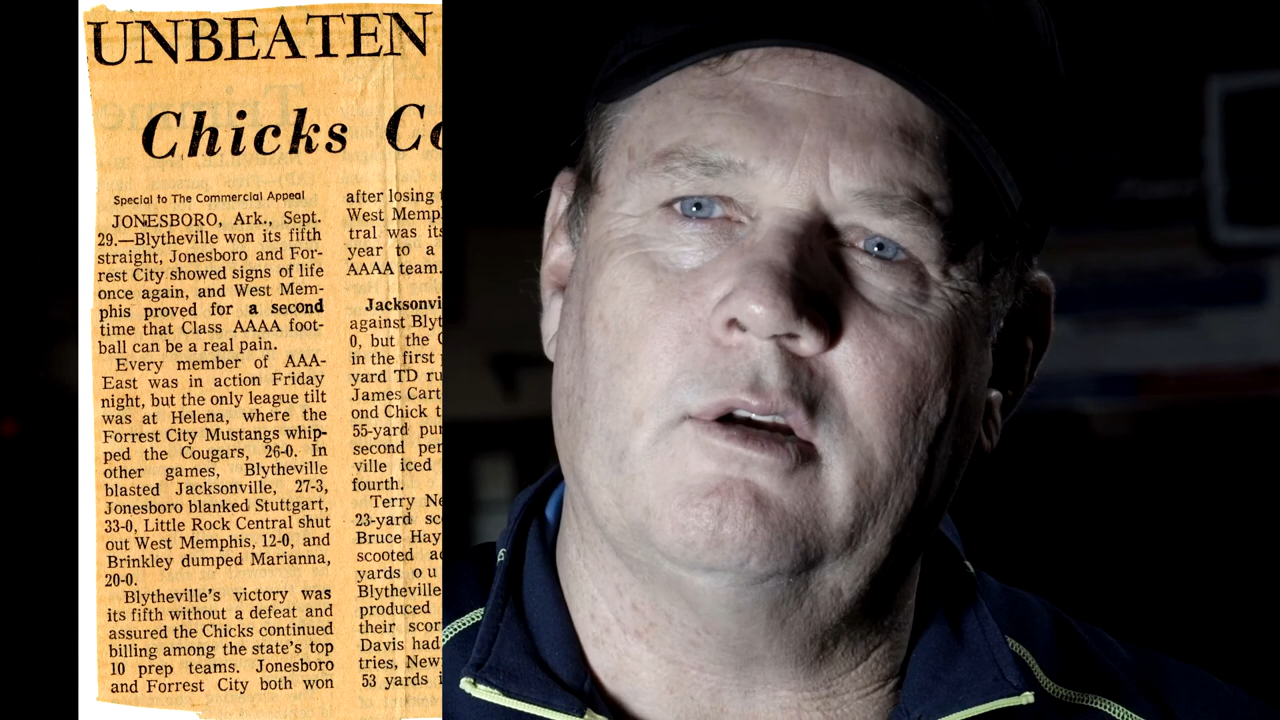 UNBEATEN
Chicks
Special to The Commercial Appeal
JONESBORO, Ark., Sept.
29.—Blytheville won its fifth
straight, Jonesboro and For-
rest City showed signs of life
once again, and West Mem-
phis proved for a second
time that Class AAAA foot-
ball can be a real pain.
Every member of AAA-
East was in action Friday
night, but the only league tilt
was at Helena, where the
Forrest City Mustangs whip-
ped the Cougars, 26-0. In
other games, Blytheville
blasted Jacksonville, 27-3,
Jonesboro blanked Stuttgart,
33-0, Little Rock Central shut
out West Memphis, 12-0, and
Brinkley dumped Marianna,
20-0.
Blytheville's victory was
its fifth without a defeat and
assured the Chicks continued
billing among the state's top
10 prep teams. Jonesboro
and Forrest City both won
after losing
West Memp
tral was its
year to a
AAAA team.
Jacksonvi
against Blyt
0, but the
in the first
yard TD ru
James Cart
ond Chick t
55-yard pun
second per
ville iced
fourth.
Terry Ne
23-yard sc
Bruce Hay
scooted a
yards o u
Blytheville
produced
their scor
Davis had
tries, New
53 yards i